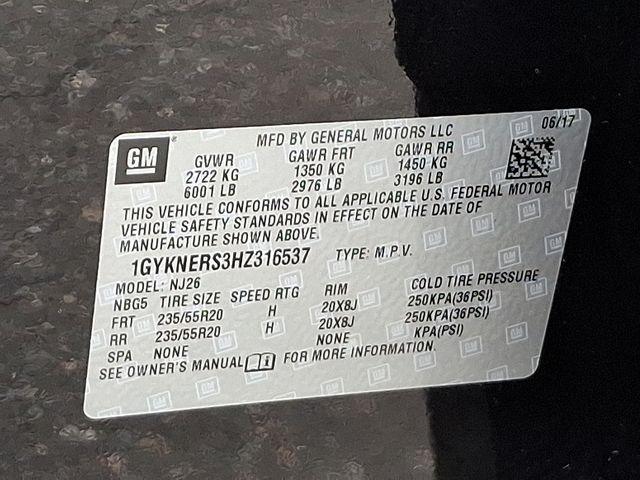 GM ® MFD BY GENERAL MOTORS LLC 06/17
GVWR GAWR FRT GAWR RR
2722 KG 1350 KG 1450 KG
6001 LB 2976 LB 3196 LB
THIS VEHICLE CONFORMS TO ALL APPLICABLE U.S. FEDERAL MOTOR
VEHICLE SAFETY STANDARDS IN EFFECT ON THE DATE OF
MANUFACTURE SHOWN ABOVE.
1GYKNERS3HZ316537 TYPE: M.P.V.
MODEL: NJ26
NBG5 TIRE SIZE SPEED RTG RIM COLD TIRE PRESSURE
FRT 235/55R20 H 20X8J 250KPA(36PSI)
RR 235/55R20 H 20X8J 250KPA(36PSI)
SPA NONE NONE KPA(PSI)
SEE OWNER'S MANUAL FOR MORE INFORMATION.